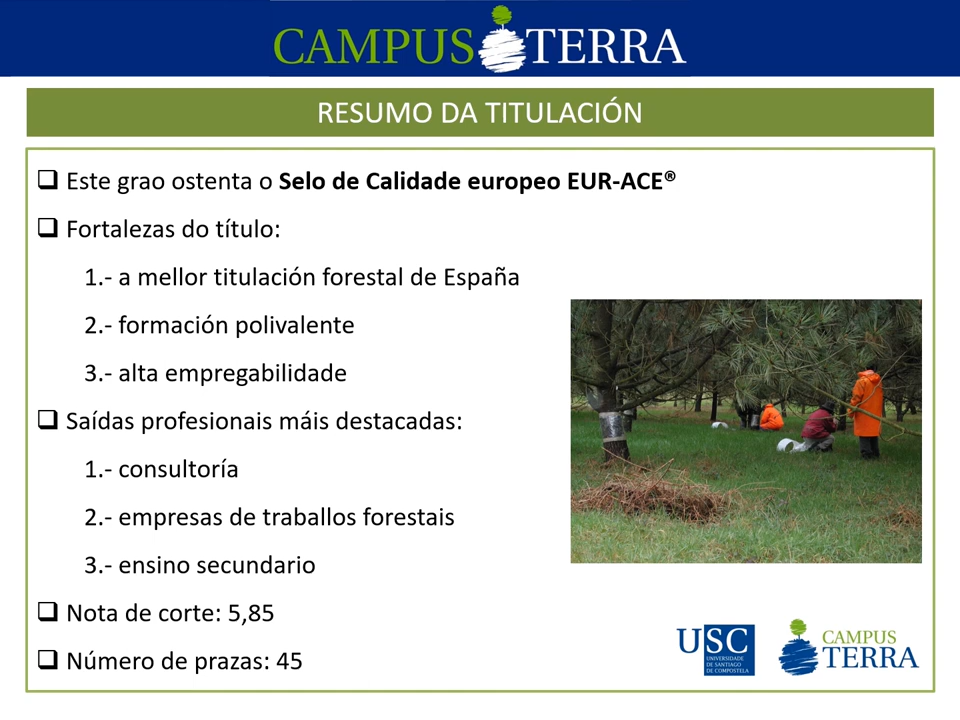 CAMPUS TERRA
RESUMO DA TITULACIÓN
❑ Este grao ostenta o Selo de Calidade europeo EUR-ACE®
❑ Fortalezas do título:
1.- a mellor titulación forestal de España
2.- formación polivalente
3.- alta empregabilidade
❑ Saídas profesionais máis destacadas:
1.- consultoría
2.- empresas de traballos forestais
3.- ensino secundario
❑ Nota de corte: 5,85
❑ Número de prazas: 45
USC
UNIVERSIDADE
DE SANTIAGO
DE COMPOSTELA
CAMPUS
TERRA